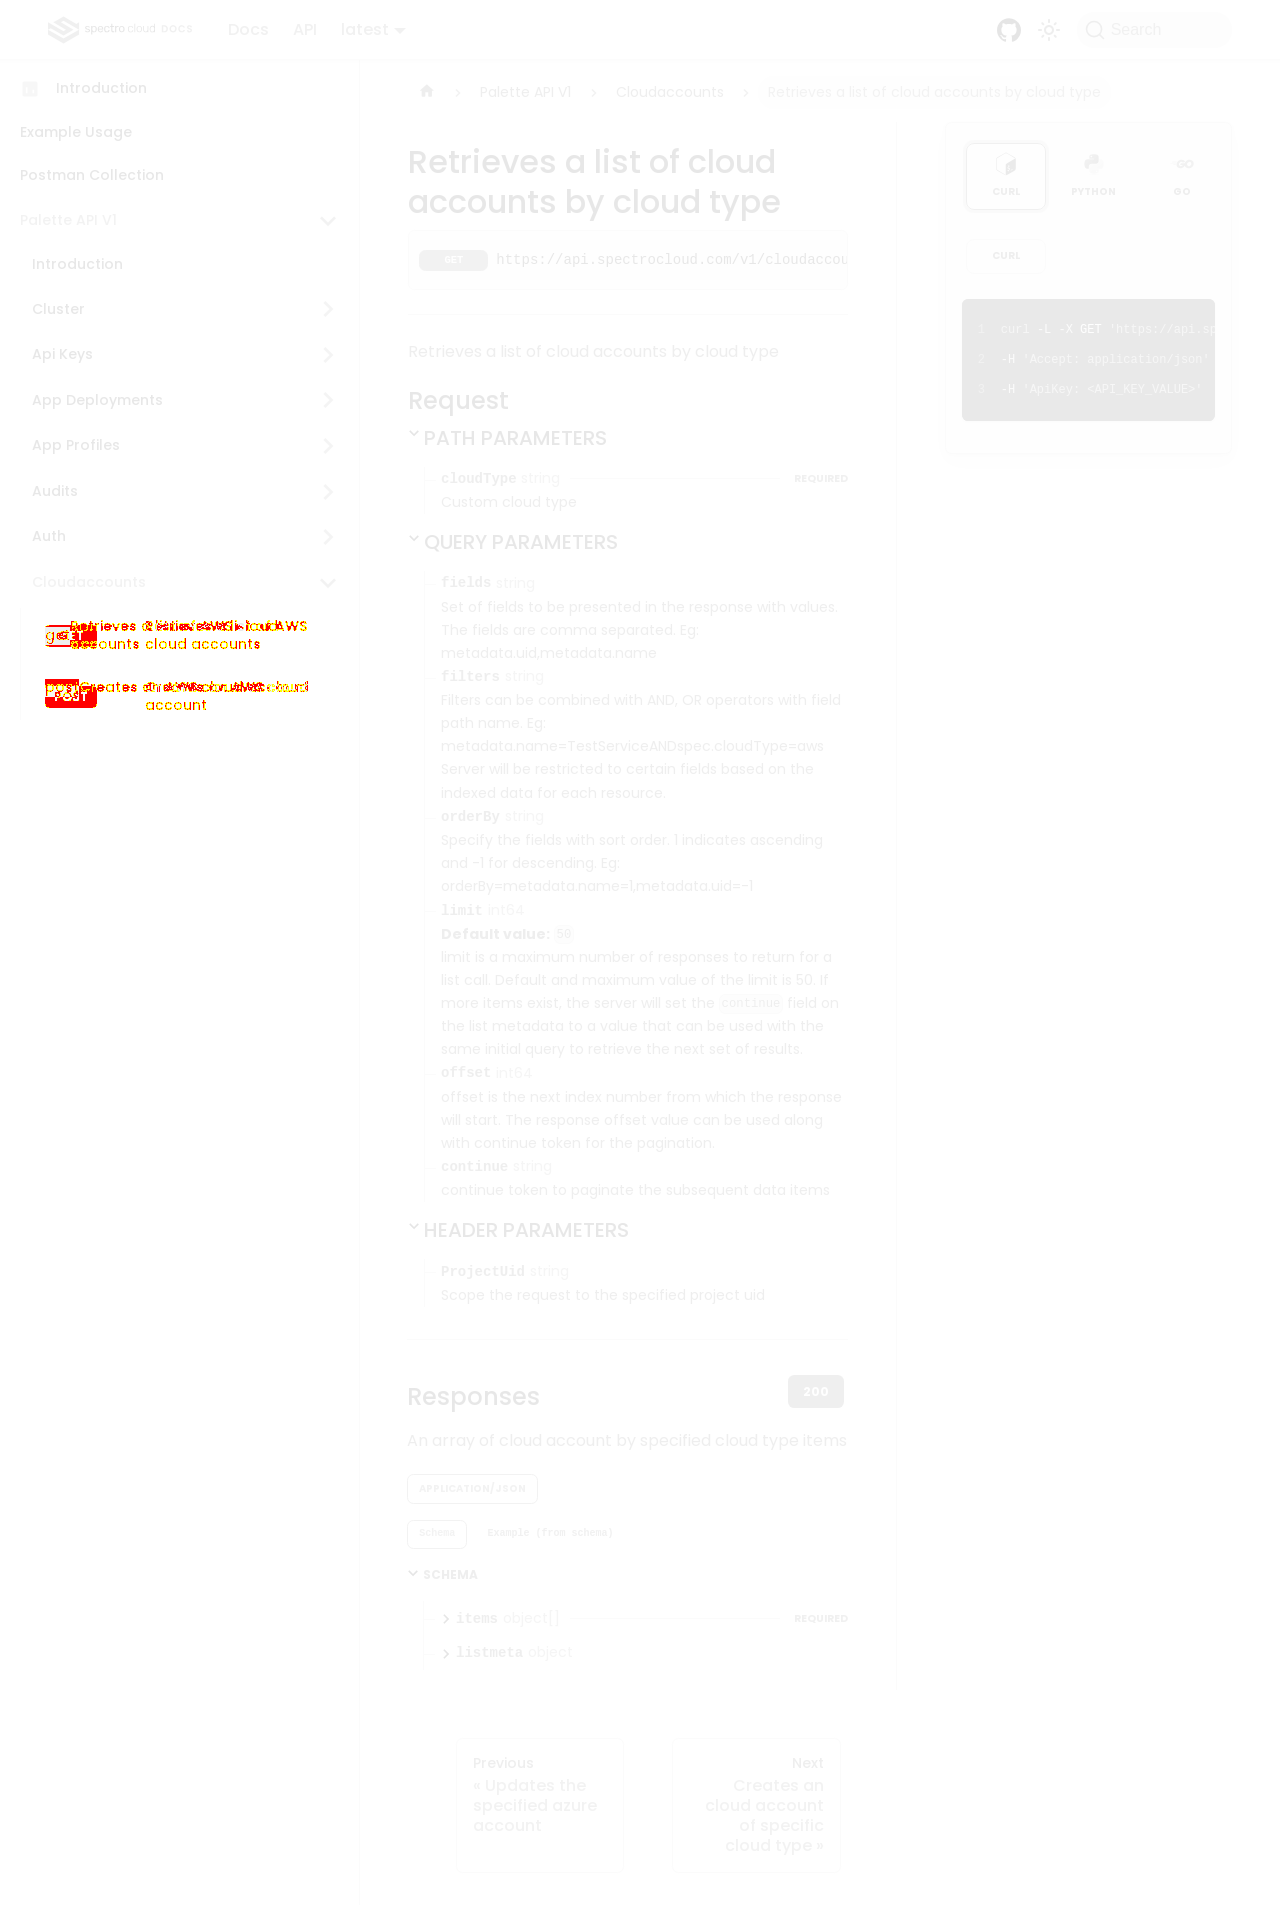 spectro cloud DOCS
Docs
API
latest
Search
Introduction
Example Usage
Postman Collection
Palette API V1
Introduction
Cluster
Api Keys
App Deployments
App Profiles
Audits
Auth
Cloudaccounts
GET
cloud accounts
POST
account
Palette API V1
Cloudaccounts
Retrieves a list of cloud accounts by cloud type
Retrieves a list of cloud
accounts by cloud type
GET https://api.spectrocloud.com/v1/cloudaccou
Retrieves a list of cloud accounts by cloud type
Request
PATH PARAMETERS
cloudType string REQUIRED
Custom cloud type
QUERY PARAMETERS
fields string
Set of fields to be presented in the response with values.
The fields are comma separated. Eg:
metadata.uid,metadata.name
filters string
Filters can be combined with AND, OR operators with field
path name. Eg:
metadata.name=TestServiceANDspec.cloudType=aws
Server will be restricted to certain fields based on the
indexed data for each resource.
orderBy string
Specify the fields with sort order. 1 indicates ascending
and -1 for descending. Eg:
orderBy=metadata.name=1,metadata.uid=-1
limit int64
Default value: 50
limit is a maximum number of responses to return for a
list call. Default and maximum value of the limit is 50. If
more items exist, the server will set the continue field on
the list metadata to a value that can be used with the
same initial query to retrieve the next set of results.
offset int64
offset is the next index number from which the response
will start. The response offset value can be used along
with continue token for the pagination.
continue string
continue token to paginate the subsequent data items
HEADER PARAMETERS
ProjectUid string
Scope the request to the specified project uid
Responses
200
An array of cloud account by specified cloud type items
APPLICATION/JSON
Schema
Example (from schema)
SCHEMA
items object[] REQUIRED
listmeta object
Previous
« Updates the
specified azure
account
Next
Creates an
cloud account
of specific
cloud type »
CURL
PYTHON
GO
CURL
1 curl -L -X GET 'https://api.sp
2 -H 'Accept: application/json'
3 -H 'ApiKey: <API_KEY_VALUE>'